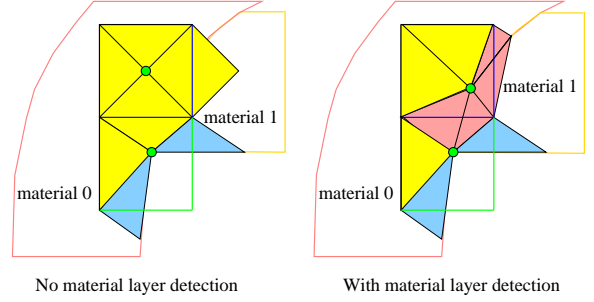 material 1
material 0
No material layer detection
material 1
material 0
With material layer detection